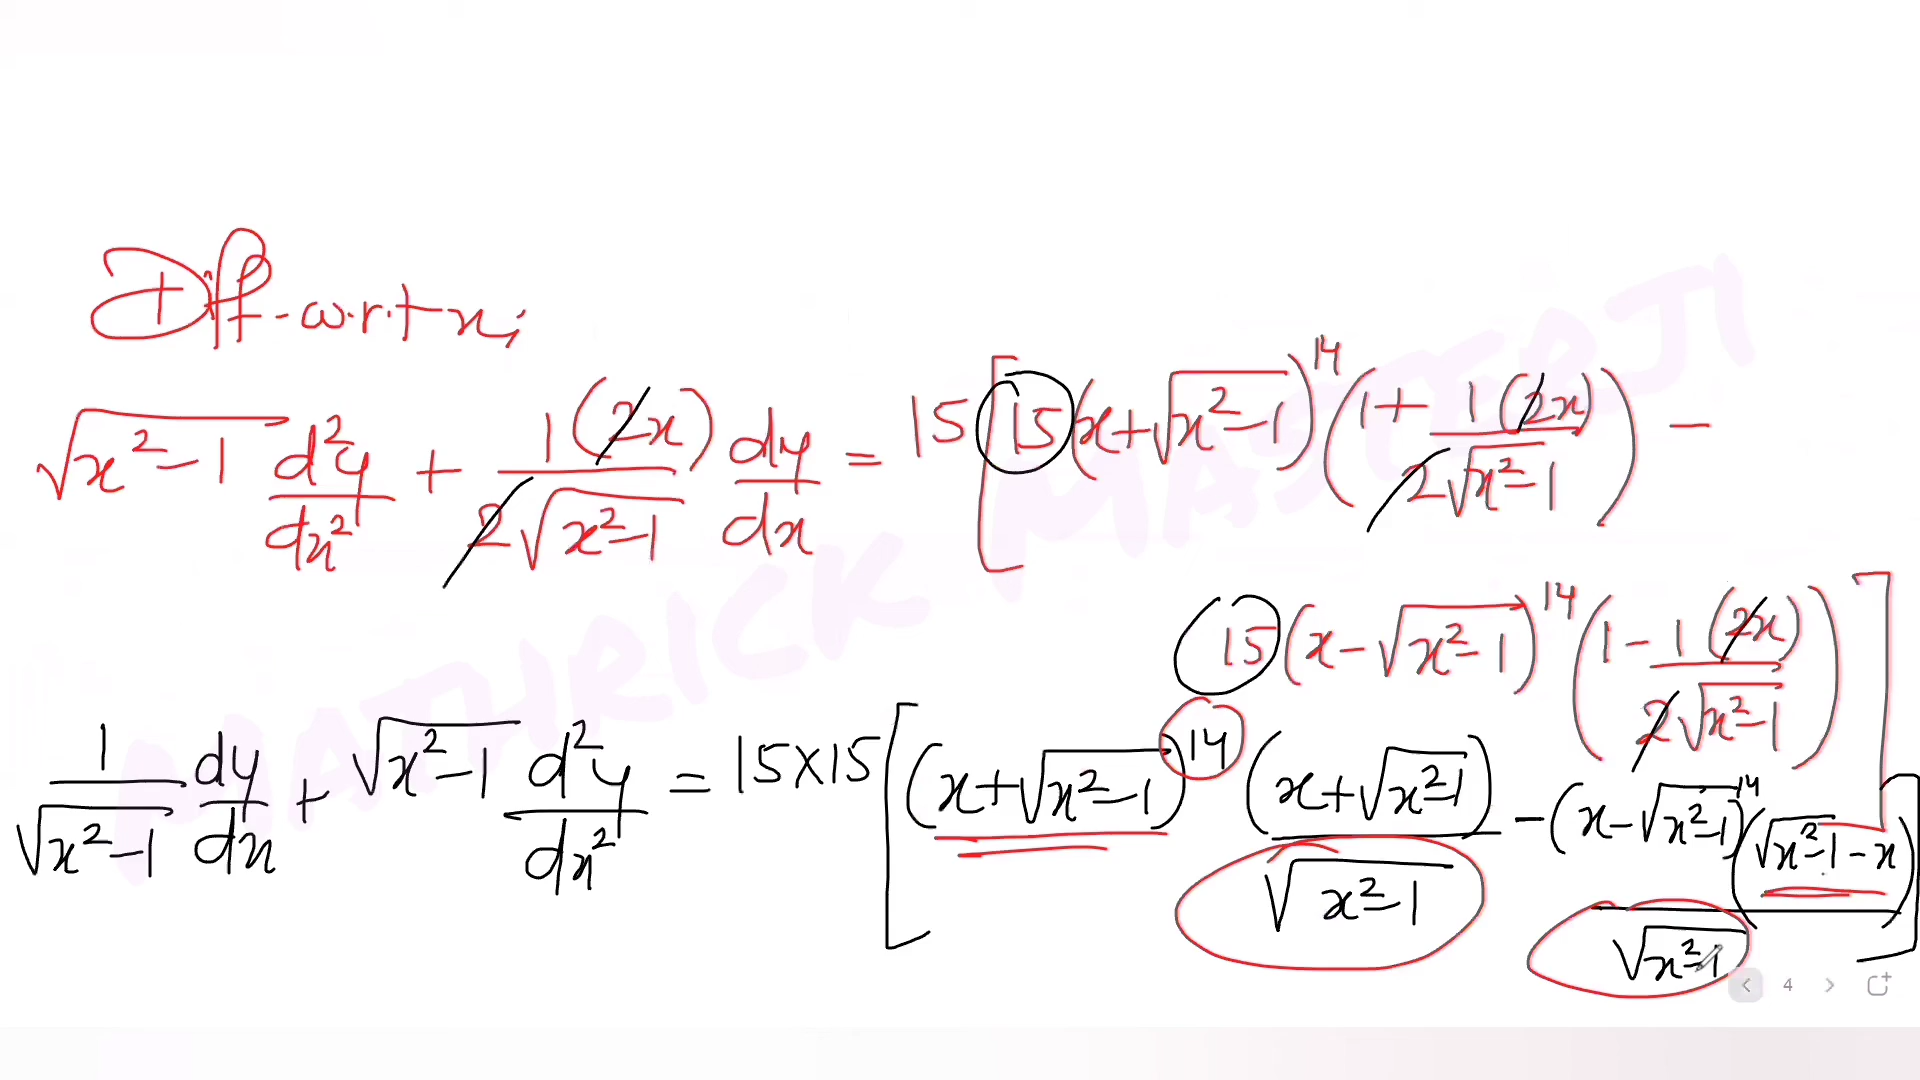 Diff. w.r.t x,
√(x²-1) d²y/dx² + 1(2x)/(2√(x²-1)) dy/dx = 15[15(x+√(x²-1))¹⁴(1+1(2x)/(2√(x²-1))) -
15(x-√(x²-1))¹⁴(1-1(2x)/(2√(x²-1)))]
1/√(x²-1) dy/dx + √(x²-1) d²y/dx² = 15×15[(x+√(x²-1))¹⁴ (x+√(x²-1))/√(x²-1) - (x-√(x²-1))¹⁴(√(x²-1)-x)/√(x²-1)]
MATHRICK MASTERJI
4